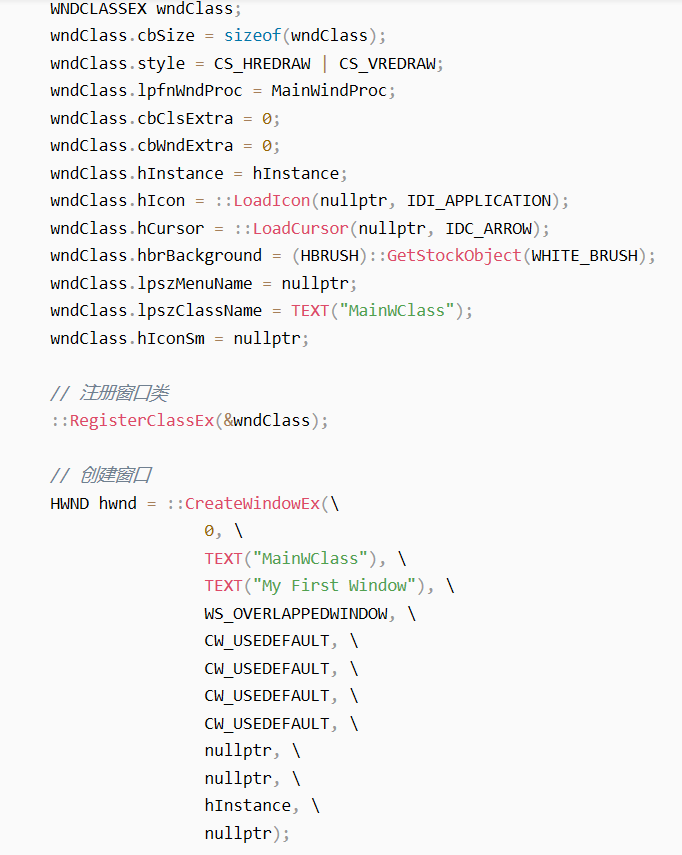 WNDCLASSEX wndClass;
wndClass.cbSize = sizeof(wndClass);
wndClass.style = CS_HREDRAW | CS_VREDRAW;
wndClass.lpfnWndProc = MainWindProc;
wndClass.cbClsExtra = 0;
wndClass.cbWndExtra = 0;
wndClass.hInstance = hInstance;
wndClass.hIcon = ::LoadIcon(nullptr, IDI_APPLICATION);
wndClass.hCursor = ::LoadCursor(nullptr, IDC_ARROW);
wndClass.hbrBackground = (HBRUSH)::GetStockObject(WHITE_BRUSH);
wndClass.lpszMenuName = nullptr;
wndClass.lpszClassName = TEXT("MainWClass");
wndClass.hIconSm = nullptr;
// 注册窗口类
::RegisterClassEx(&wndClass);
// 创建窗口
HWND hwnd = ::CreateWindowEx(\
0, \
TEXT("MainWClass"), \
TEXT("My First Window"), \
WS_OVERLAPPEDWINDOW, \
CW_USEDEFAULT, \
CW_USEDEFAULT, \
CW_USEDEFAULT, \
CW_USEDEFAULT, \
nullptr, \
nullptr, \
hInstance, \
nullptr);